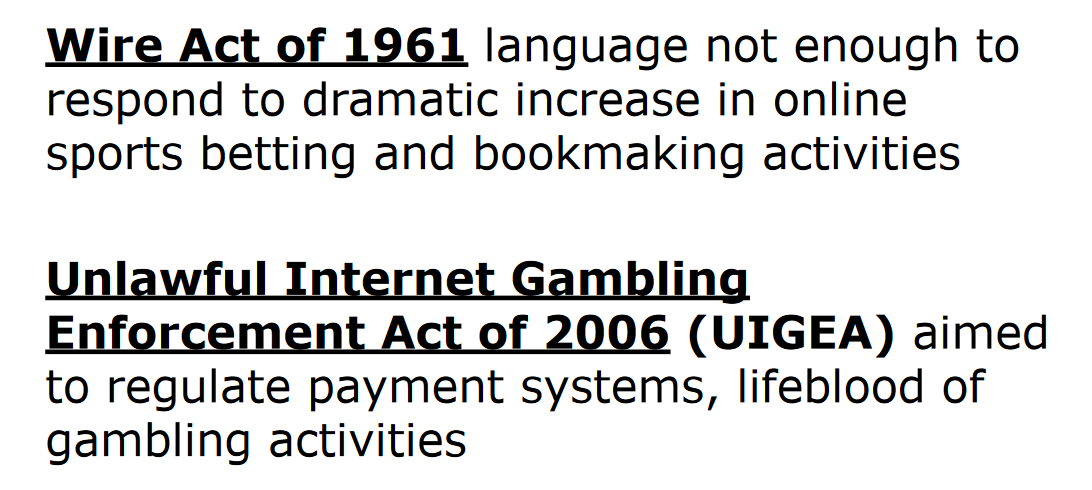 Wire Act of 1961 language not enough to
respond to dramatic increase in online
sports betting and bookmaking activities
Unlawful Internet Gambling
Enforcement Act of 2006 (UIGEA) aimed
to regulate payment systems, lifeblood of
gambling activities